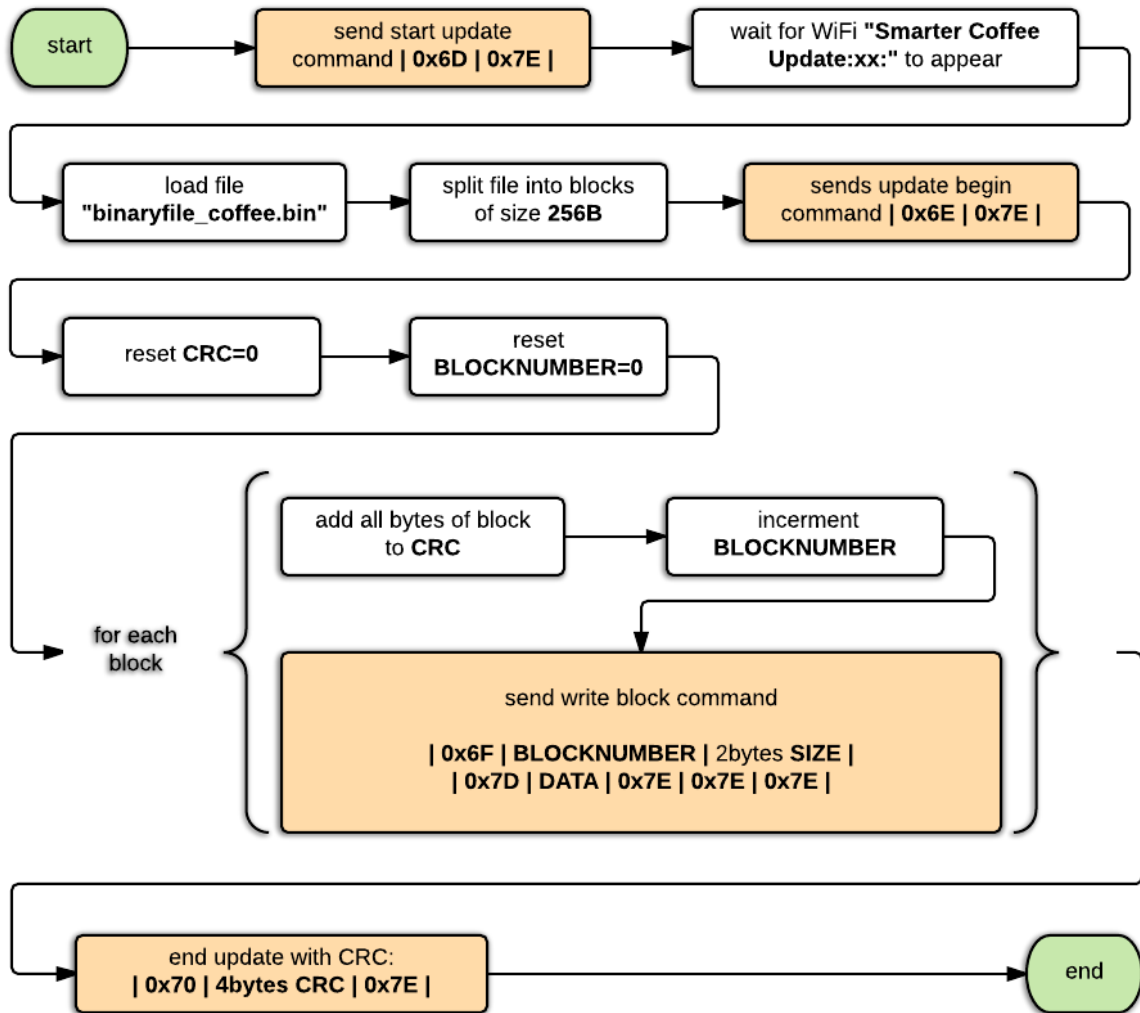 start
send start update
command | 0x6D | 0x7E |
wait for WiFi "Smarter Coffee
Update:xx:" to appear
load file
"binaryfile_coffee.bin"
split file into blocks
of size 256B
sends update begin
command | 0x6E | 0x7E |
reset CRC=0
reset
BLOCKNUMBER=0
for each
block
add all bytes of block
to CRC
incerment
BLOCKNUMBER
send write block command
| 0x6F | BLOCKNUMBER | 2bytes SIZE |
| 0x7D | DATA | 0x7E | 0x7E | 0x7E |
end update with CRC:
| 0x70 | 4bytes CRC | 0x7E |
end